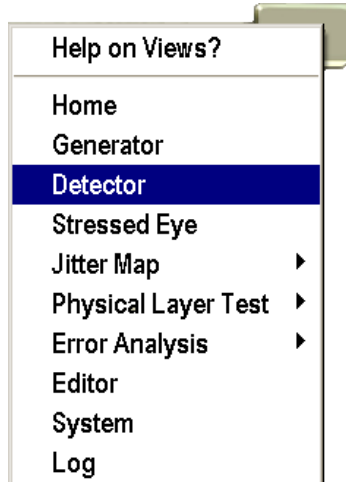 Help on Views?
Home
Generator
Detector
Stressed Eye
Jitter Map
Physical Layer Test
Error Analysis
Editor
System
Log